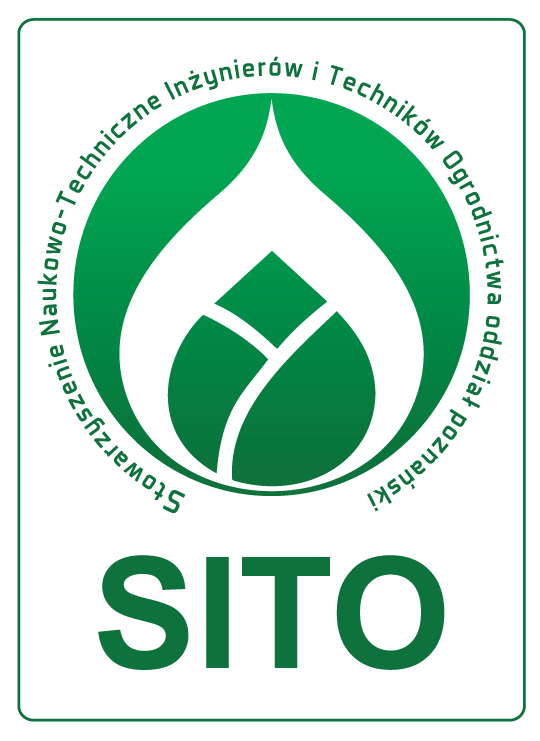 Stowarzyszenie Naukowo-Techniczne Inżynierów i Techników Ogrodnictwa oddział poznański
SITO